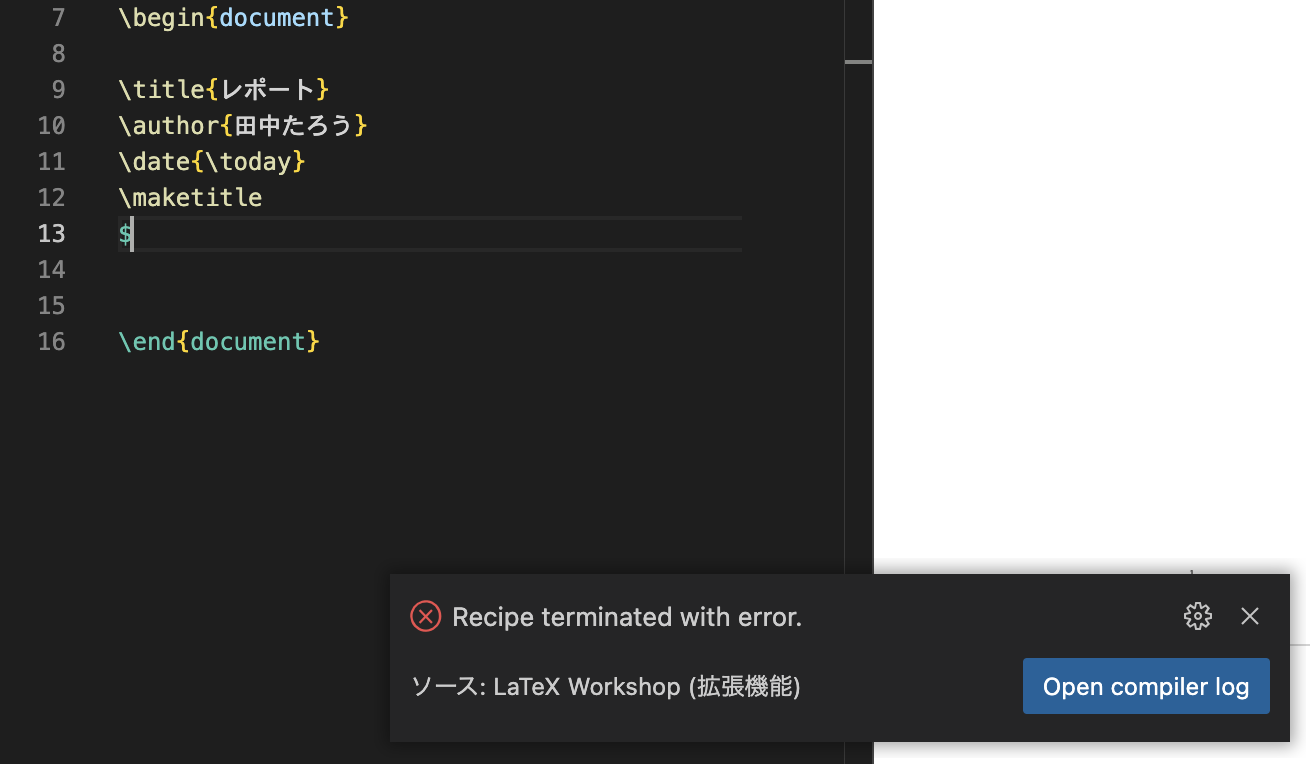 7 \begin{document}
8
9 \title{レポート}
10 \author{田中たろう}
11 \date{\today}
12 \maketitle
13 $
14
15
16 \end{document}
Recipe terminated with error.
ソース: LaTeX Workshop (拡張機能)
Open compiler log